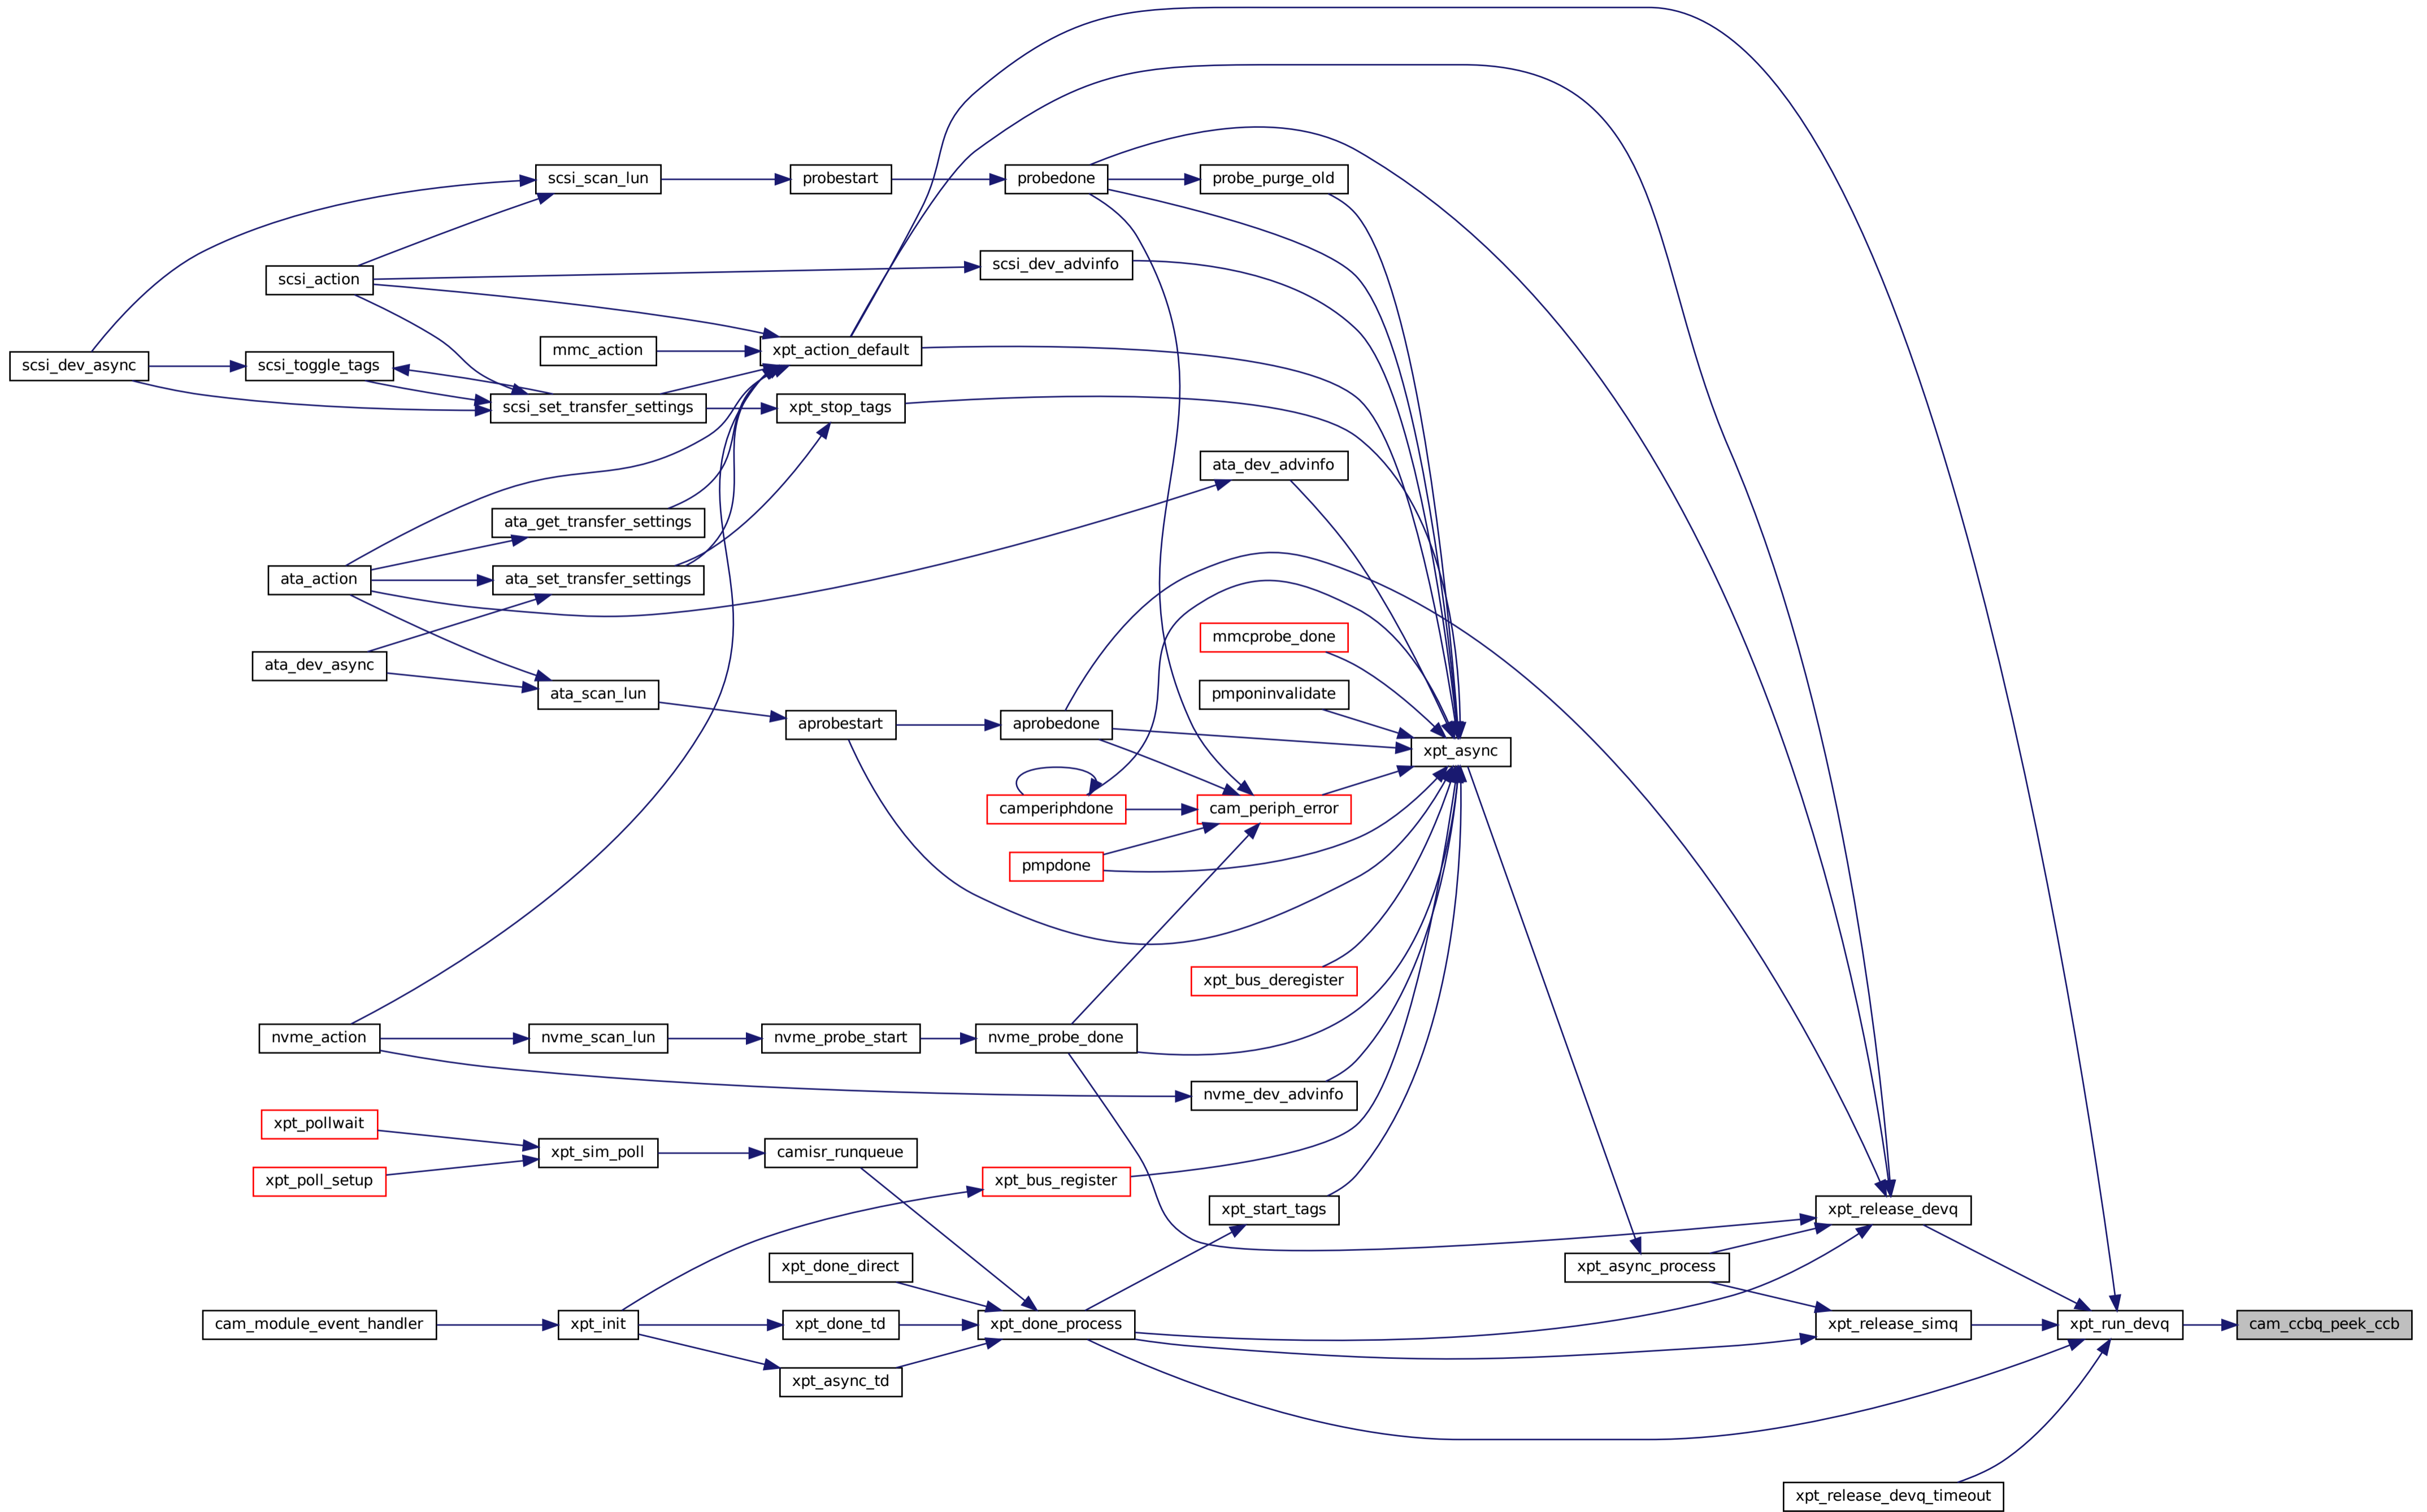 scsi_scan_lun
probestart
probedone
probe_purge_old
scsi_action
scsi_dev_advinfo
scsi_dev_async
scsi_toggle_tags
mmc_action
xpt_action_default
scsi_set_transfer_settings
xpt_stop_tags
ata_dev_advinfo
ata_get_transfer_settings
ata_action
ata_set_transfer_settings
mmcprobe_done
ata_dev_async
ata_scan_lun
pmponinvalidate
aprobestart
aprobedone
xpt_async
camperiphdone
cam_periph_error
pmpdone
xpt_bus_deregister
nvme_action
nvme_scan_lun
nvme_probe_start
nvme_probe_done
nvme_dev_advinfo
xpt_pollwait
xpt_sim_poll
camisr_runqueue
xpt_poll_setup
xpt_bus_register
xpt_start_tags
xpt_release_devq
xpt_done_direct
xpt_async_process
cam_module_event_handler
xpt_init
xpt_done_td
xpt_done_process
xpt_release_simq
xpt_run_devq
cam_ccbq_peek_ccb
xpt_async_td
xpt_release_devq_timeout